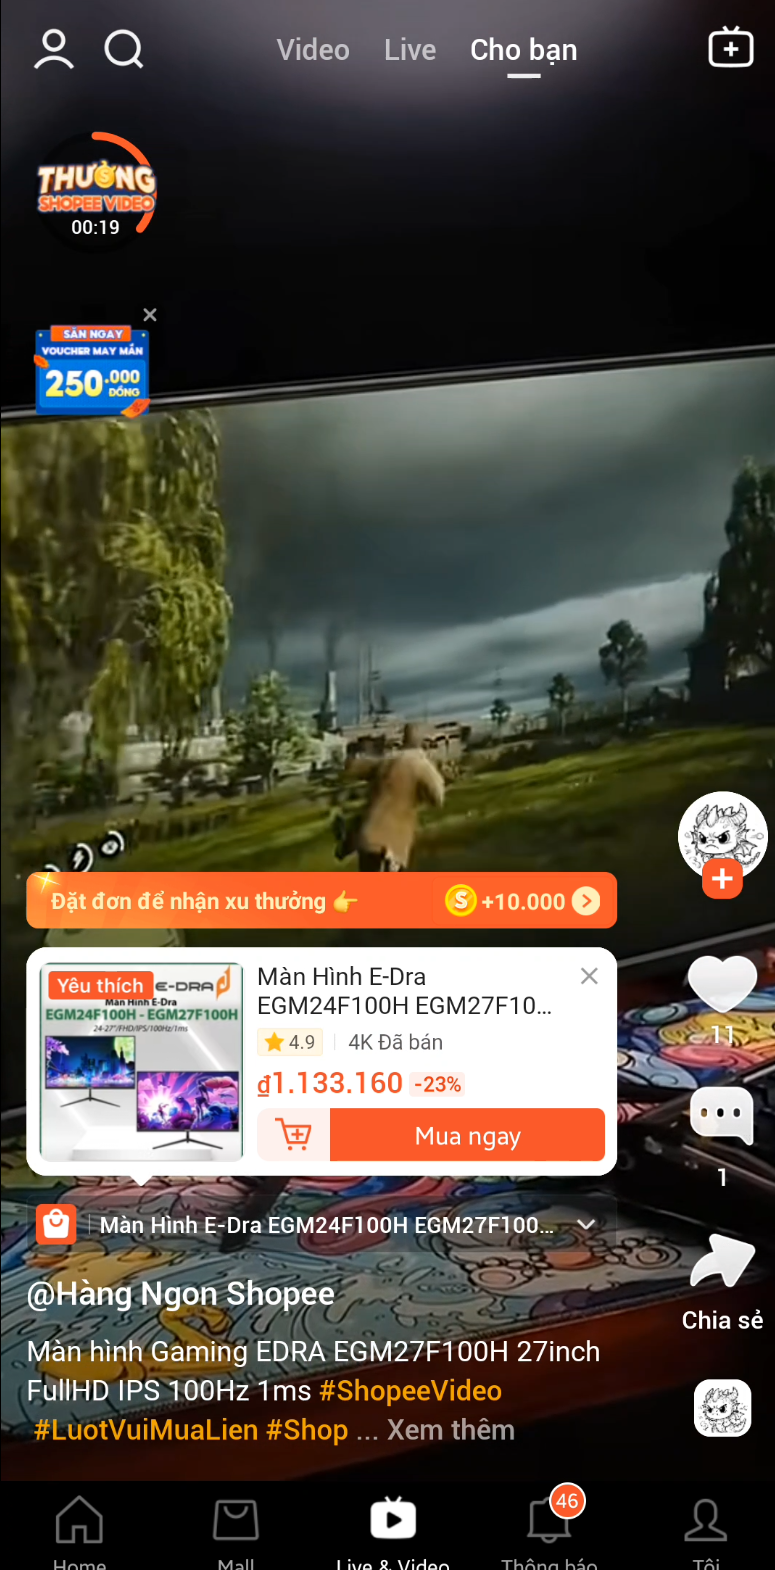 Video Live Cho bạn
THƯỞNG
SHOPEE VIDEO
00:19
SĂN NGAY
VOUCHER MAY MẮN
250.000
ĐỒNG
Đặt đơn để nhận xu thưởng 👉 +10.000
Yêu thích
E-DRA
Màn Hình E-Dra
EGM24F100H - EGM27F100H
24-27"/FHD/IPS/100Hz/1ms
Màn Hình E-Dra
EGM24F100H EGM27F10...
4.9 4K Đã bán
₫1.133.160 -23%
Mua ngay
11
1
Màn Hình E-Dra EGM24F100H EGM27F100...
@Hàng Ngon Shopee
Chia sẻ
Màn hình Gaming EDRA EGM27F100H 27inch
FullHD IPS 100Hz 1ms #ShopeeVideo
#LuotVuiMuaLien #Shop ... Xem thêm
46
Home Mall Live & Video Thông báo Tôi